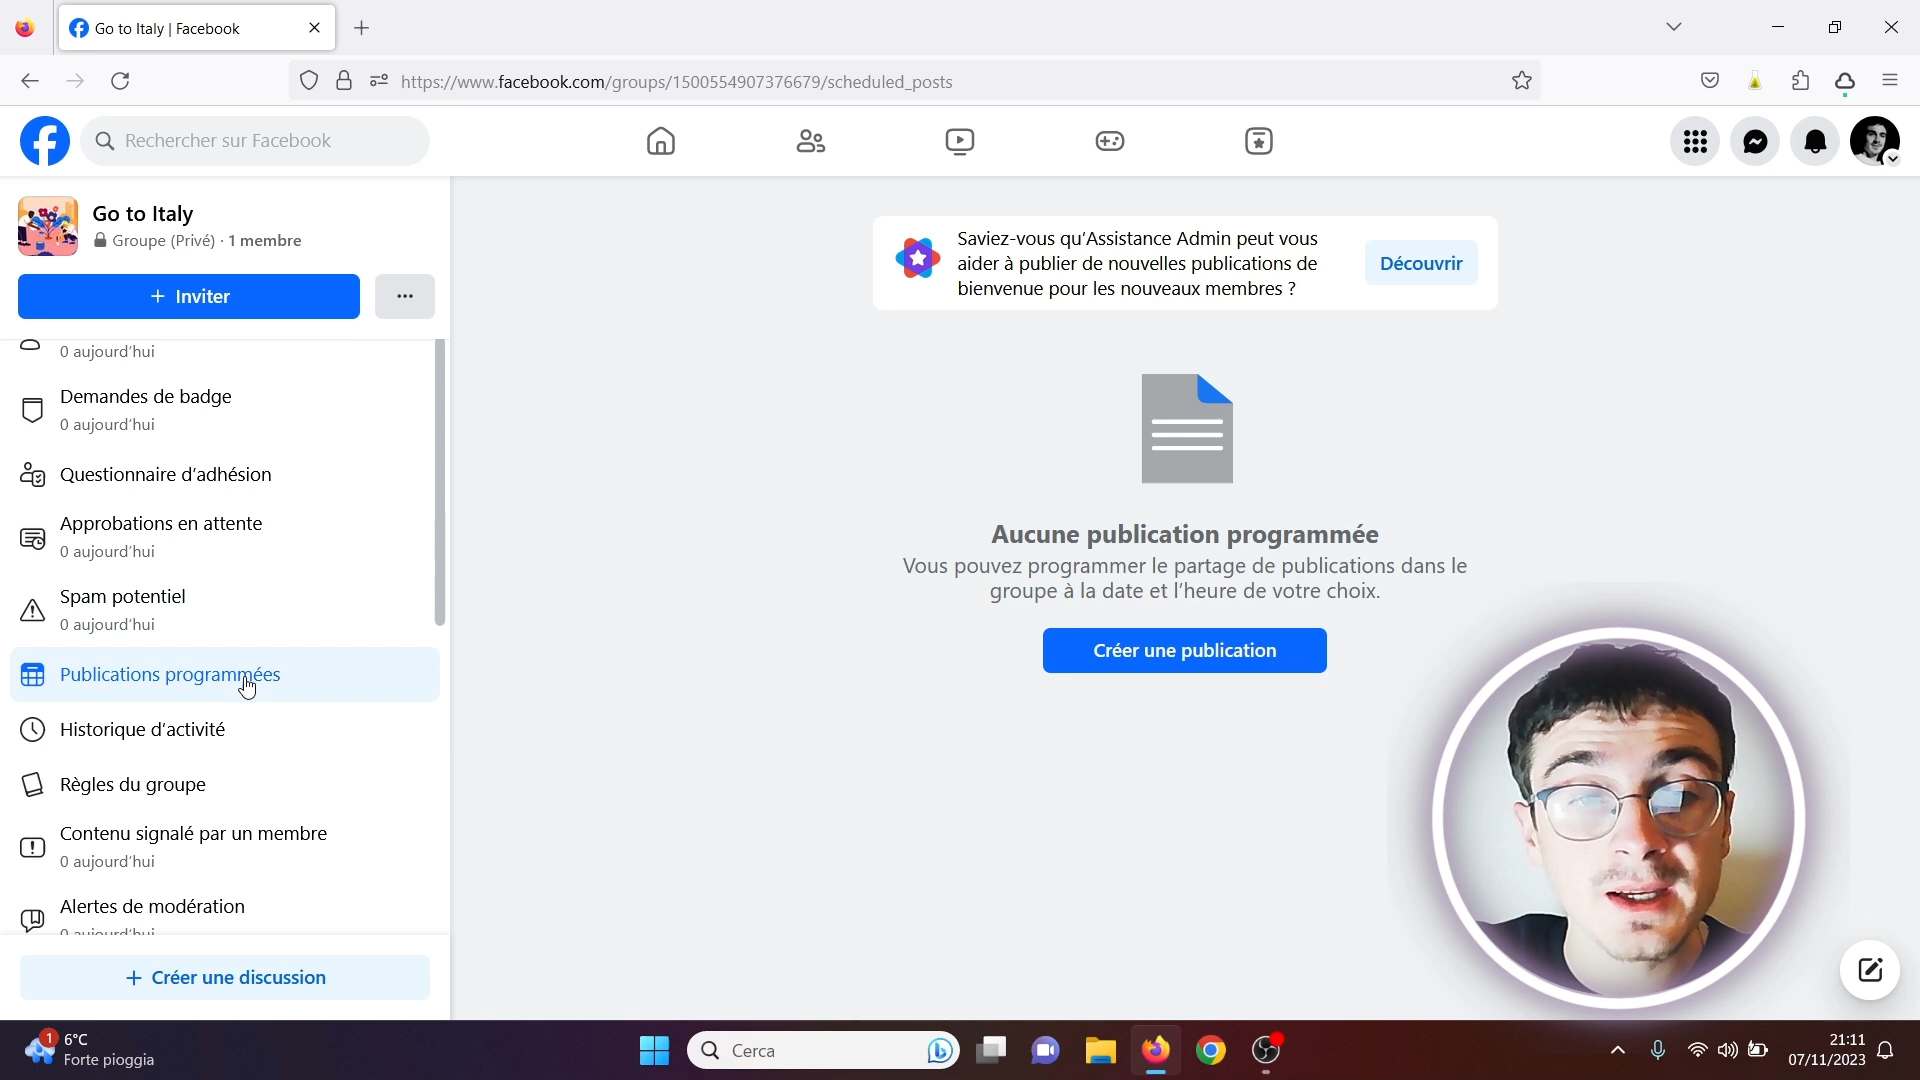 Go to Italy | Facebook
https://www.facebook.com/groups/1500554907376679/scheduled_posts
Rechercher sur Facebook
Go to Italy
Groupe (Privé) · 1 membre
+ Inviter
0 aujourd'hui
Demandes de badge
0 aujourd'hui
Questionnaire d'adhésion
Approbations en attente
0 aujourd'hui
Spam potentiel
0 aujourd'hui
Publications programmées
Historique d'activité
Règles du groupe
Contenu signalé par un membre
0 aujourd'hui
Alertes de modération
0 aujourd'hui
+ Créer une discussion
Saviez-vous qu'Assistance Admin peut vous
aider à publier de nouvelles publications de
bienvenue pour les nouveaux membres ?
Découvrir
Aucune publication programmée
Vous pouvez programmer le partage de publications dans le
groupe à la date et l'heure de votre choix.
Créer une publication
1
6°C
Forte pioggia
Cerca
21:11
07/11/2023